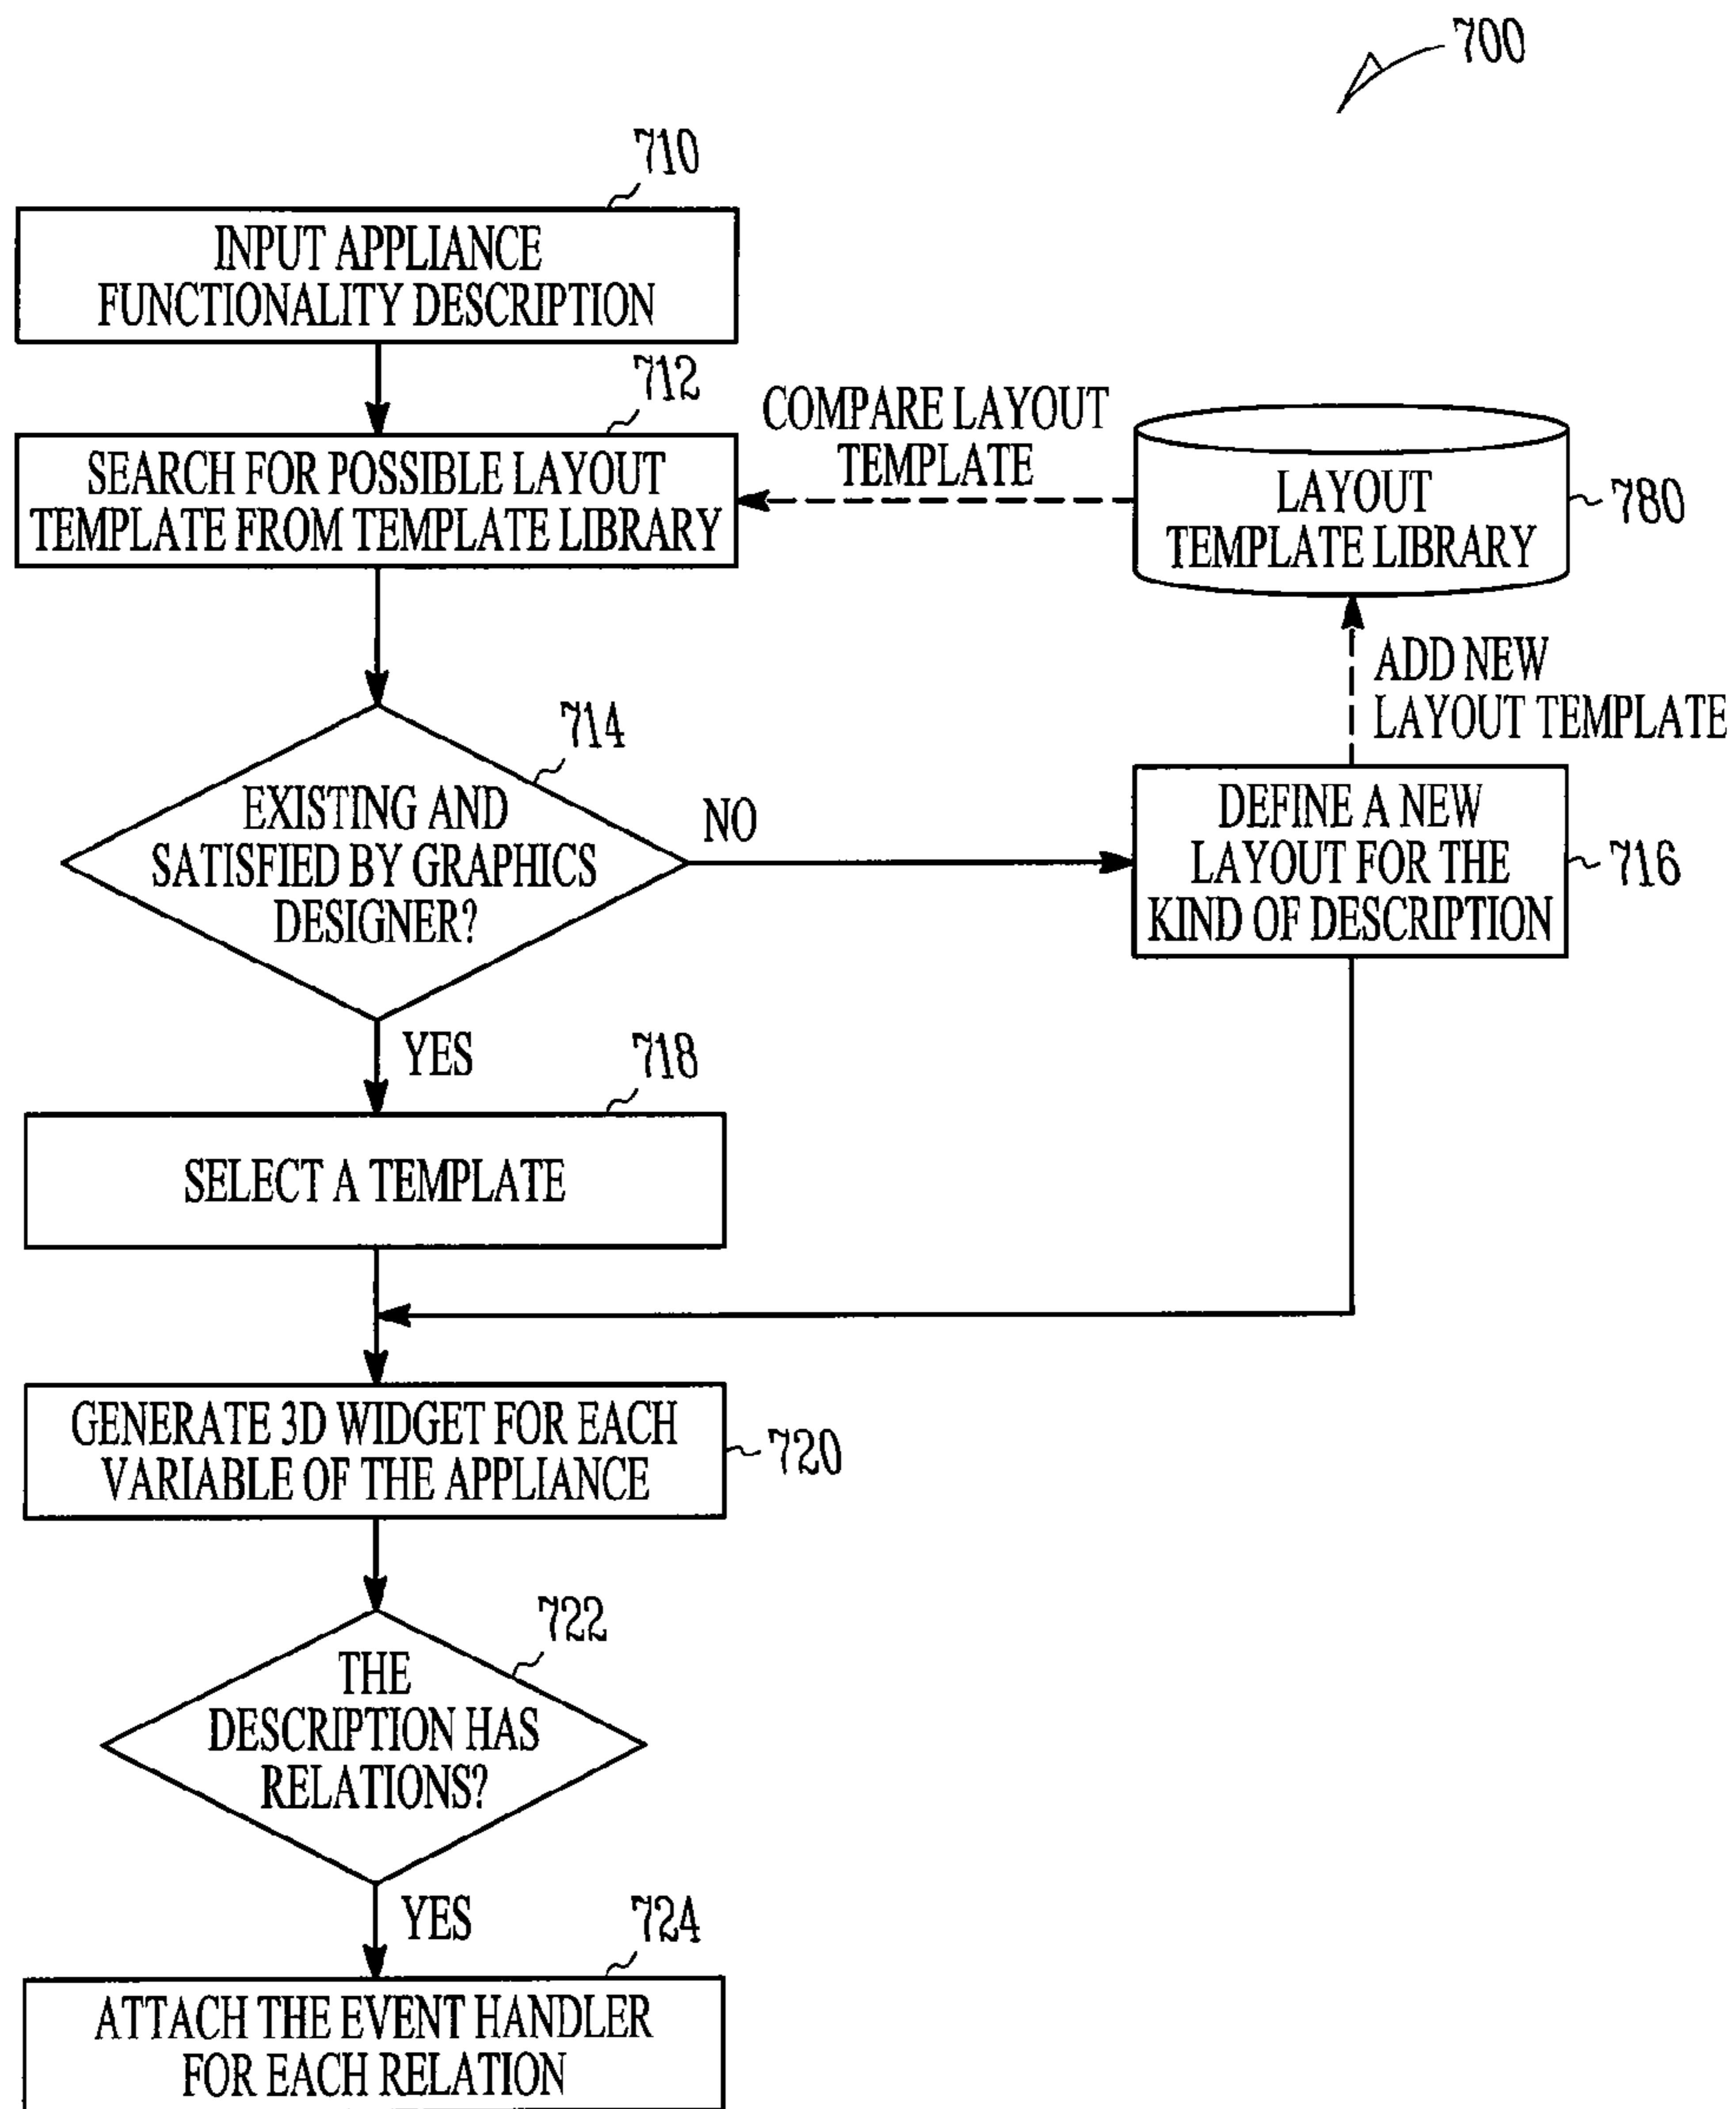 700
710
INPUT APPLIANCE
FUNCTIONALITY DESCRIPTION
712
SEARCH FOR POSSIBLE LAYOUT
TEMPLATE FROM TEMPLATE LIBRARY
COMPARE LAYOUT
TEMPLATE
LAYOUT
TEMPLATE LIBRARY
780
ADD NEW
LAYOUT TEMPLATE
714
EXISTING AND
SATISFIED BY GRAPHICS
DESIGNER?
NO
DEFINE A NEW
LAYOUT FOR THE
KIND OF DESCRIPTION
716
YES
718
SELECT A TEMPLATE
GENERATE 3D WIDGET FOR EACH
VARIABLE OF THE APPLIANCE
720
722
THE
DESCRIPTION HAS
RELATIONS?
YES
724
ATTACH THE EVENT HANDLER
FOR EACH RELATION